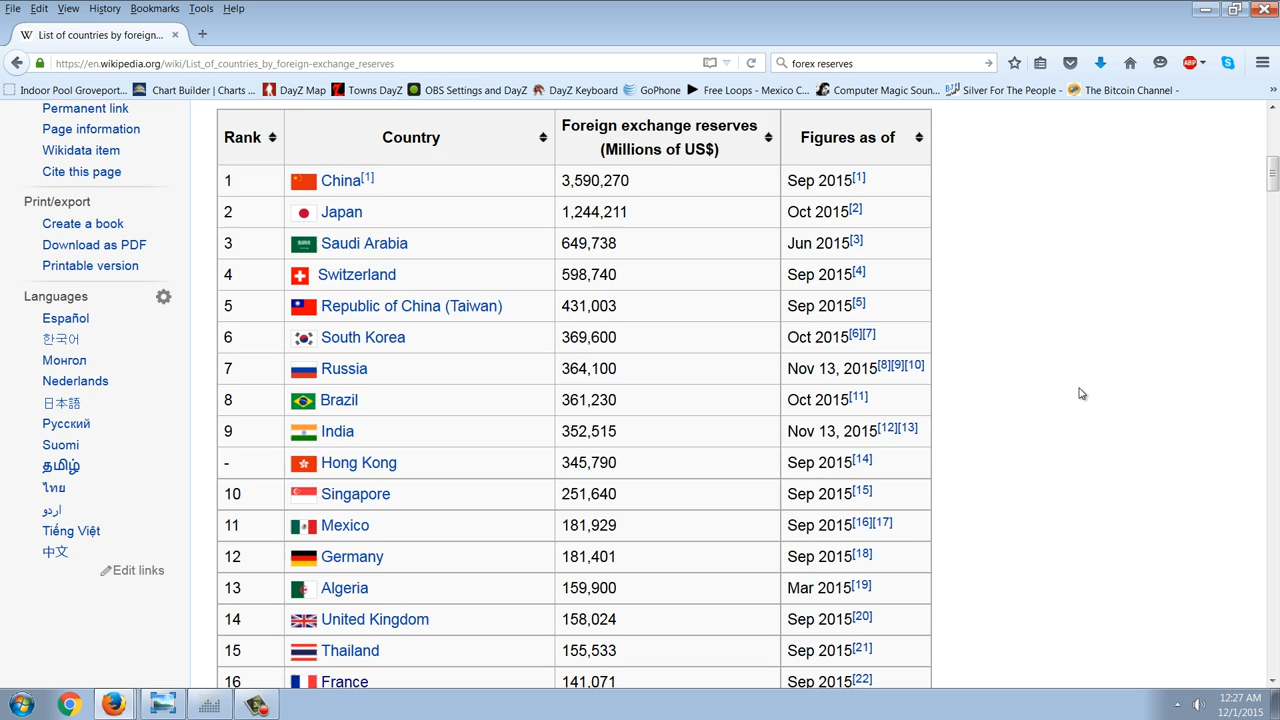 File Edit View History Bookmarks Tools Help
List of countries by foreign...
https://en.wikipedia.org/wiki/List_of_countries_by_foreign-exchange_reserves
forex reserves
Indoor Pool Groveport... Chart Builder | Charts ... DayZ Map Towns DayZ OBS Settings and DayZ DayZ Keyboard GoPhone Free Loops - Mexico C... Computer Magic Soun... Silver For The People - The Bitcoin Channel -
Permanent link
Page information
Wikidata item
Cite this page
Print/export
Create a book
Download as PDF
Printable version
Languages
Español
한국어
Монгол
Nederlands
日本語
Русский
Suomi
தமிழ்
ไทย
اردو
Tiếng Việt
中文
Edit links
Rank Country Foreign exchange reserves (Millions of US$) Figures as of
1 China[1] 3,590,270 Sep 2015[1]
2 Japan 1,244,211 Oct 2015[2]
3 Saudi Arabia 649,738 Jun 2015[3]
4 Switzerland 598,740 Sep 2015[4]
5 Republic of China (Taiwan) 431,003 Sep 2015[5]
6 South Korea 369,600 Oct 2015[6][7]
7 Russia 364,100 Nov 13, 2015[8][9][10]
8 Brazil 361,230 Oct 2015[11]
9 India 352,515 Nov 13, 2015[12][13]
- Hong Kong 345,790 Sep 2015[14]
10 Singapore 251,640 Sep 2015[15]
11 Mexico 181,929 Sep 2015[16][17]
12 Germany 181,401 Sep 2015[18]
13 Algeria 159,900 Mar 2015[19]
14 United Kingdom 158,024 Sep 2015[20]
15 Thailand 155,533 Sep 2015[21]
16 France 141,071 Sep 2015[22]
12:27 AM
12/1/2015